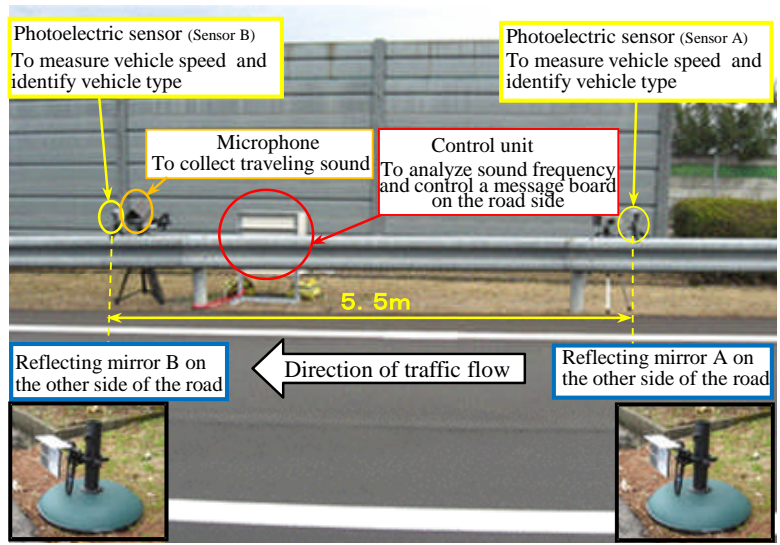 Photoelectric sensor (Sensor B)
To measure vehicle speed and
identify vehicle type
Photoelectric sensor (Sensor A)
To measure vehicle speed and
identify vehicle type
Microphone
To collect traveling sound
Control unit
To analyze sound frequency
and control a message board
on the road side
5.5m
Reflecting mirror B on
the other side of the road
Direction of traffic flow
Reflecting mirror A on
the other side of the road